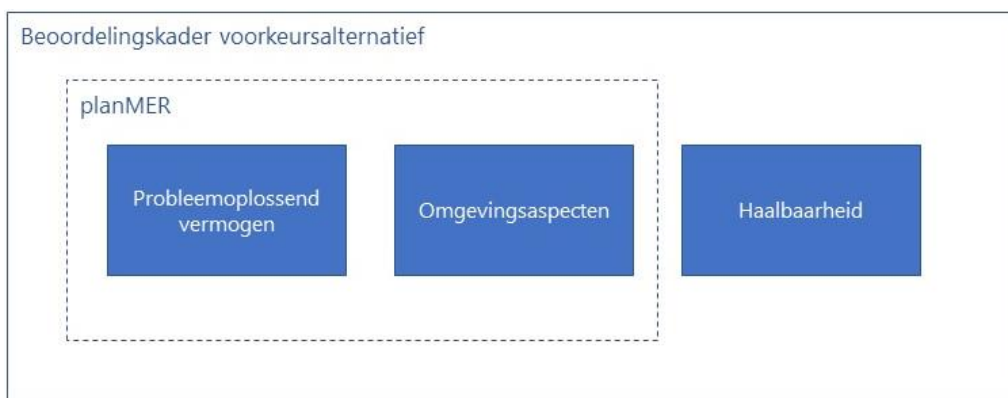 Beoordelingskader voorkeursalternatief
planMER
Probleemoplossend
vermogen
Omgevingsaspecten
Haalbaarheid